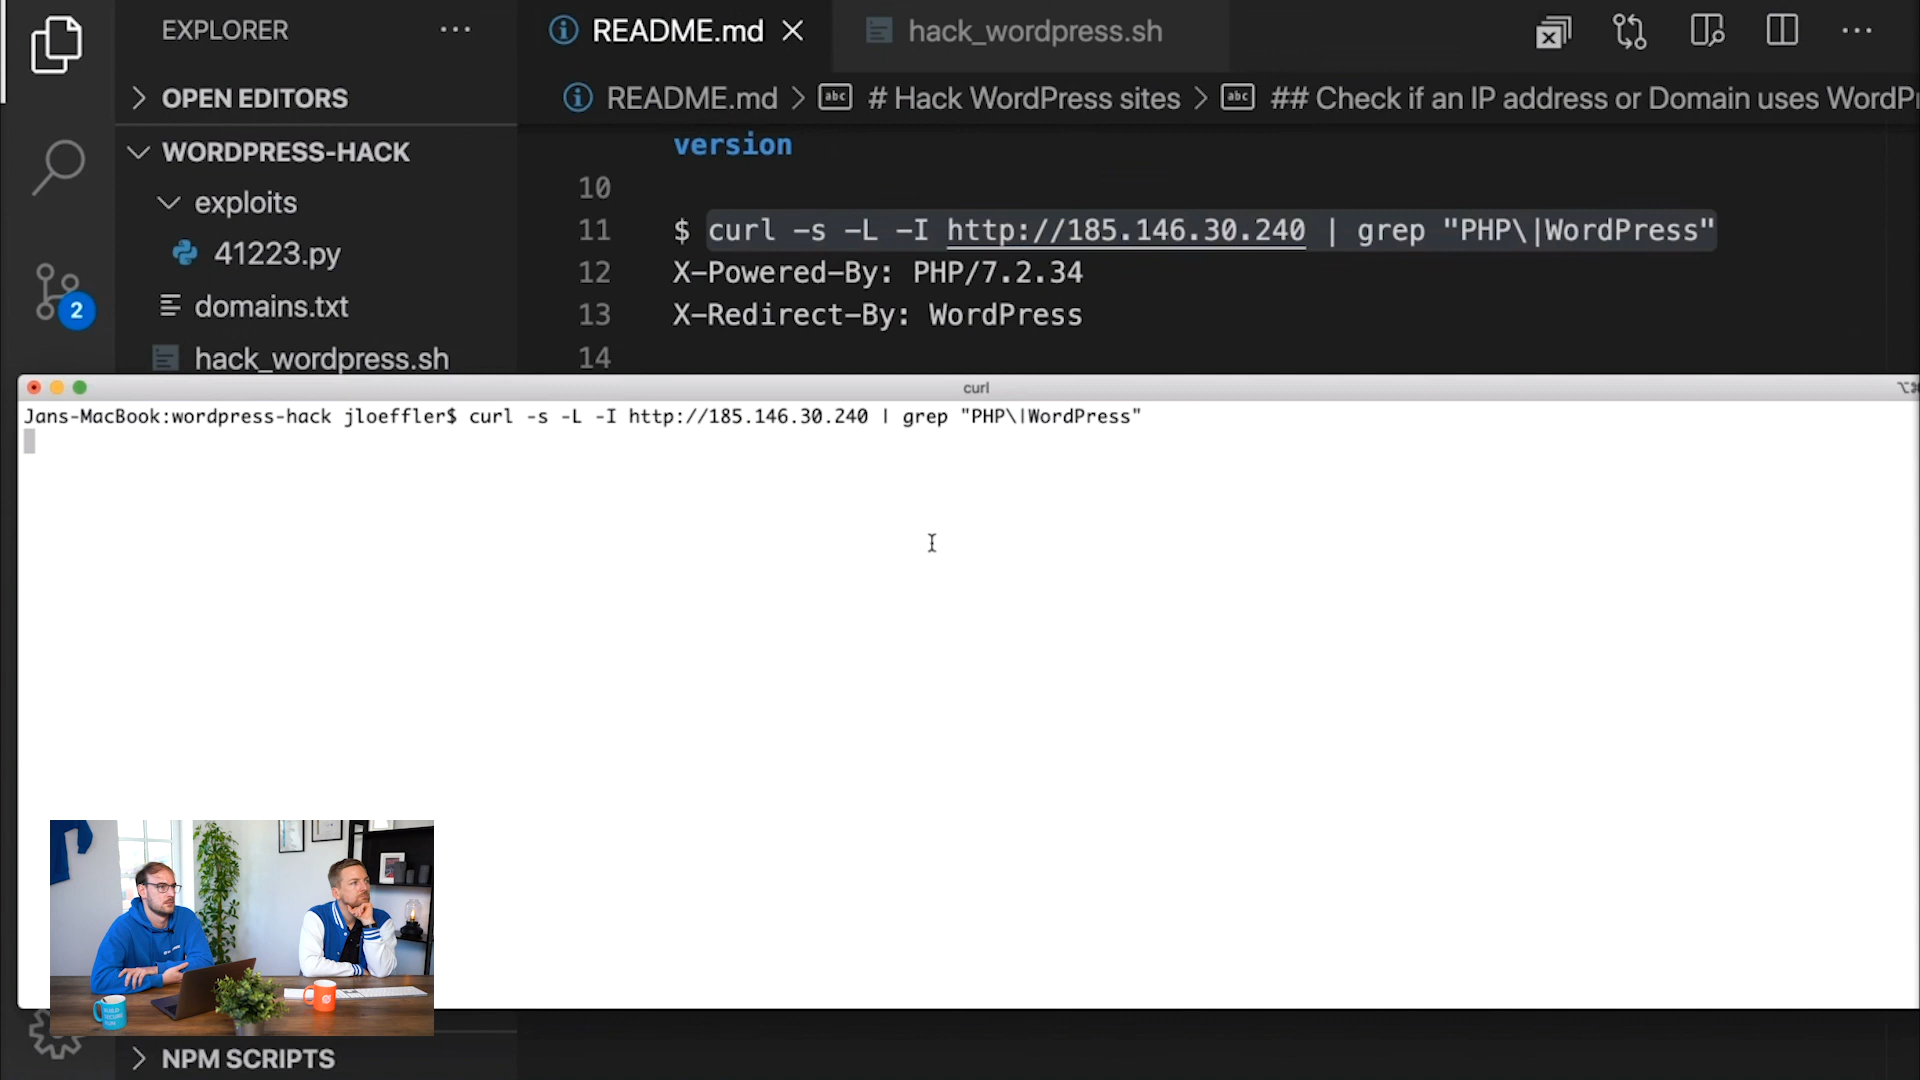 EXPLORER
README.md
hack_wordpress.sh
OPEN EDITORS
README.md > # Hack WordPress sites > ## Check if an IP address or Domain uses WordP
WORDPRESS-HACK
version
exploits
10
11 $ curl -s -L -I http://185.146.30.240 | grep "PHP\|WordPress"
41223.py
12 X-Powered-By: PHP/7.2.34
domains.txt
13 X-Redirect-By: WordPress
2
hack_wordpress.sh
14
curl
Jans-MacBook:wordpress-hack jloeffler$ curl -s -L -I http://185.146.30.240 | grep "PHP\|WordPress"
NPM SCRIPTS